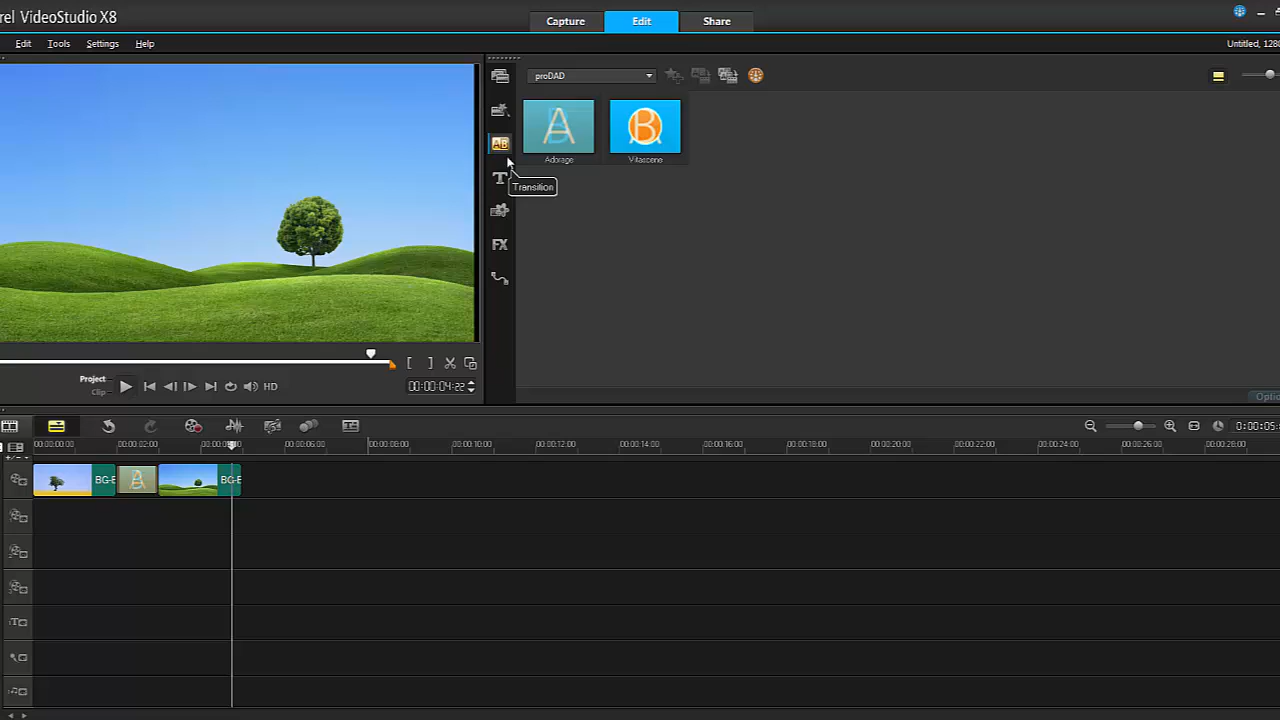 rel VideoStudio X8
Capture
Edit
Share
Edit
Tools
Settings
Help
Untitled, 1280
proDAD
AB
T
FX
Transition
A
Adorage
B
Vitascene
Project
Clip
[ ]
HD
00:00:04:22
Optio
00:00:00:00
00:00:02:00
00:00:06:00
00:00:08:00
00:00:10:00
00:00:12:00
00:00:14:00
00:00:16:00
00:00:18:00
00:00:20:00
00:00:22:00
00:00:24:00
00:00:26:00
00:00:28:00
0:00:05:
BG-E
A
BG-E